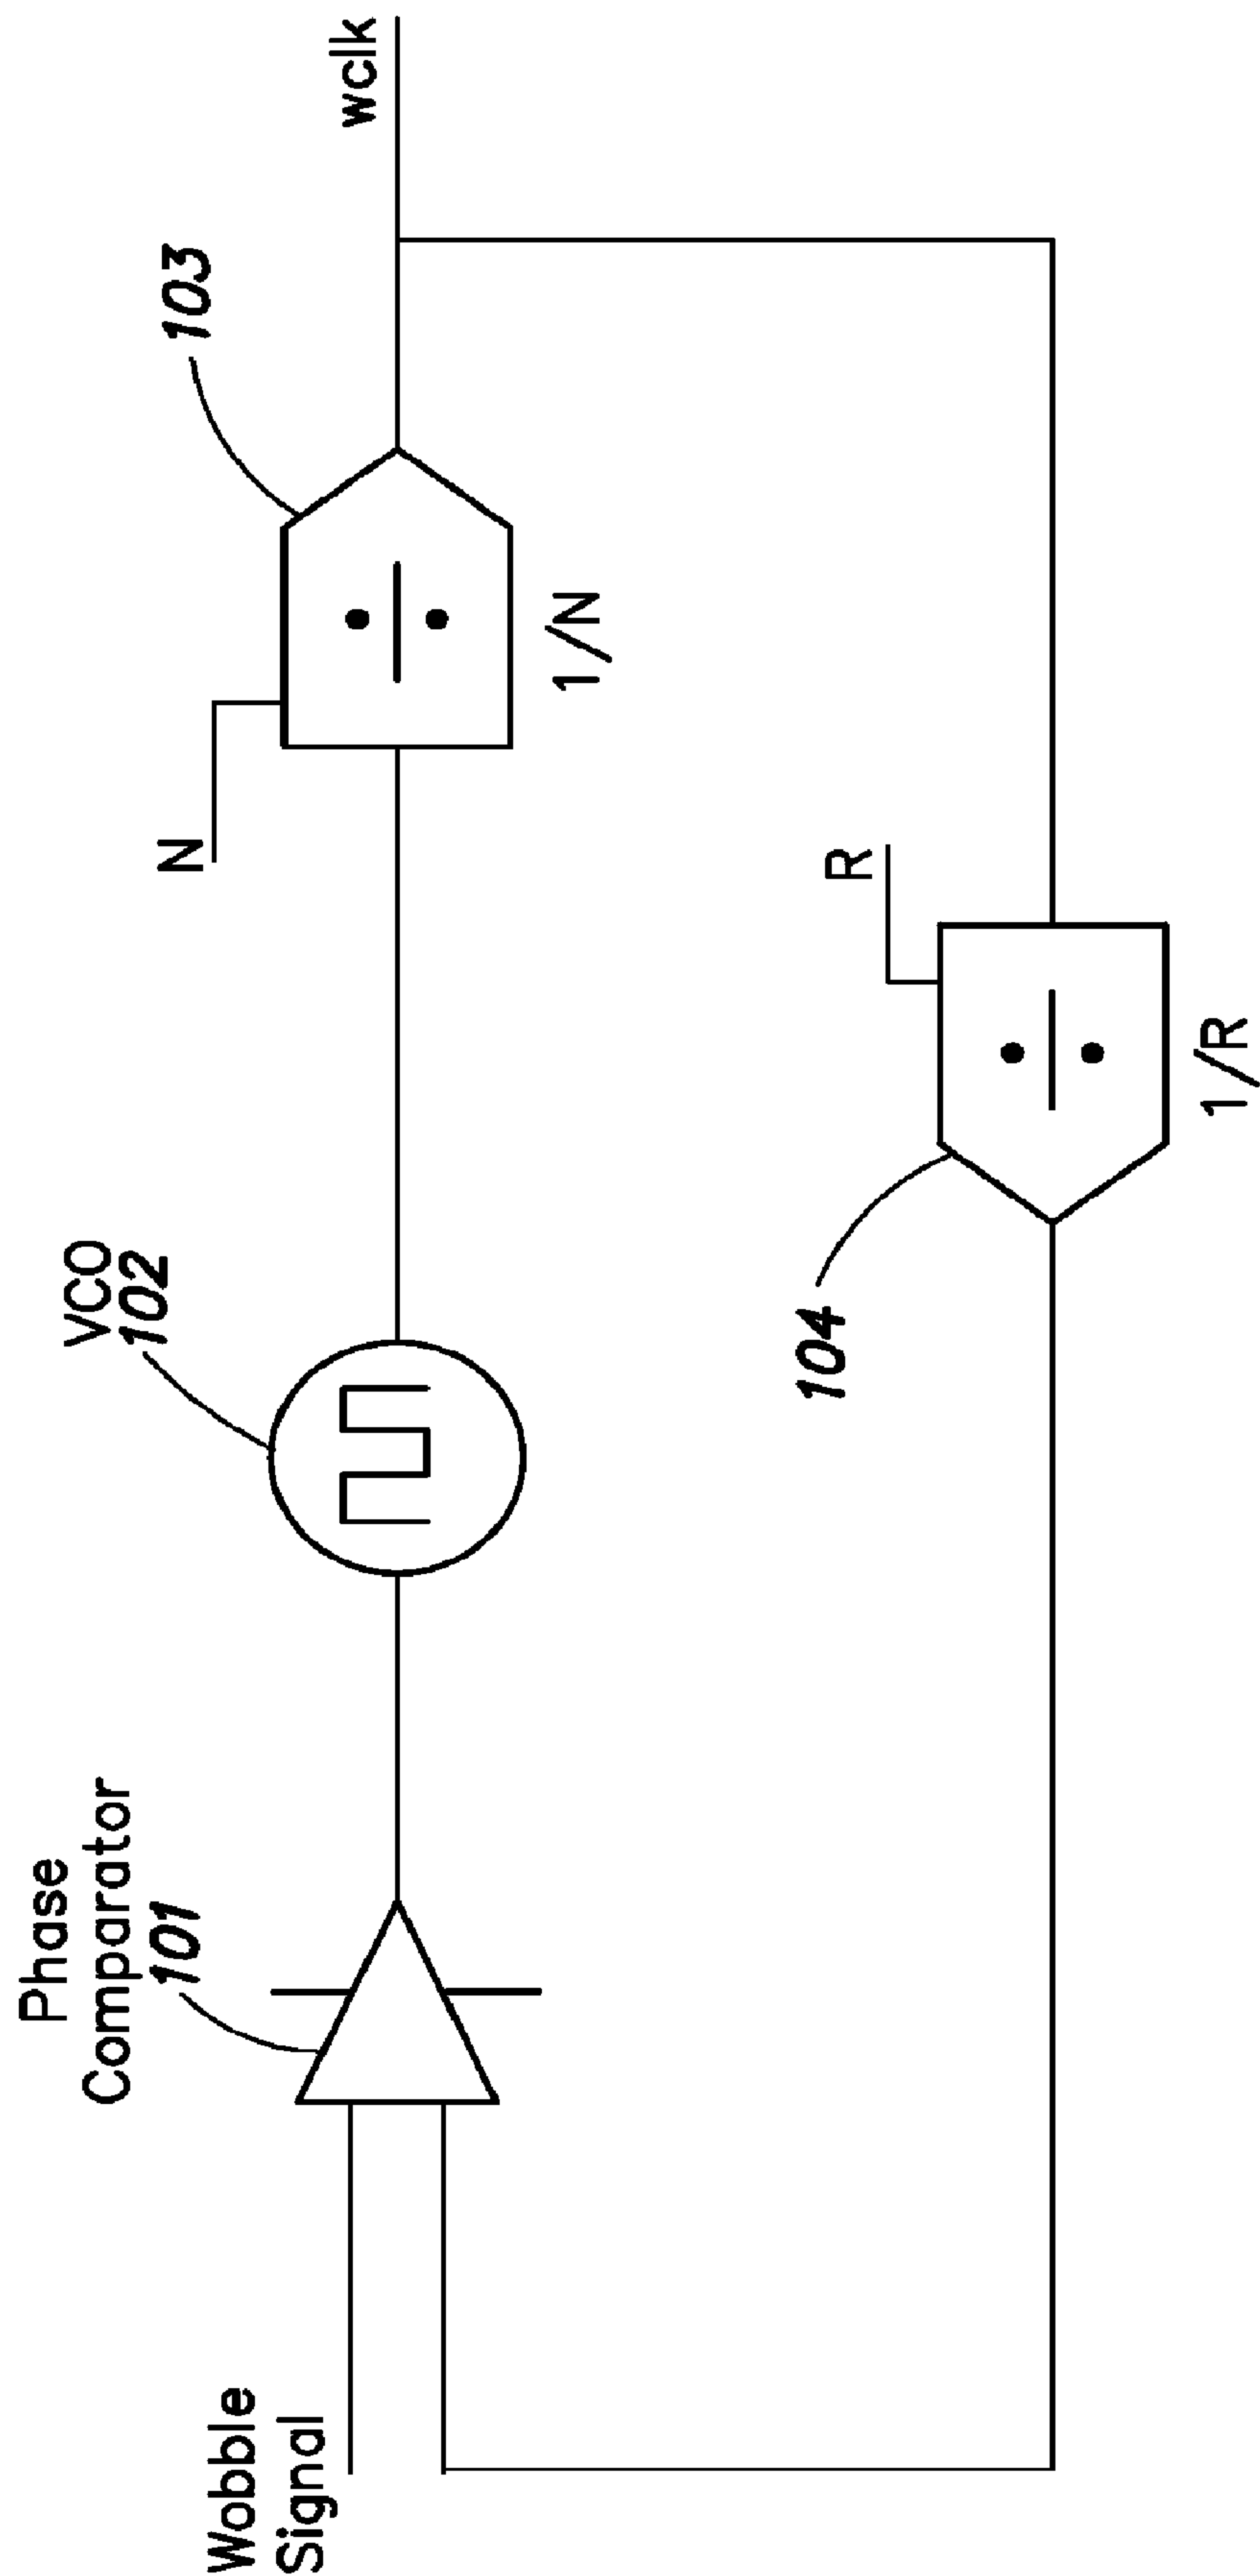 Wobble
Signal
Phase
Comparator
101
VCO
102
N
103
1/N
wclk
104
R
1/R